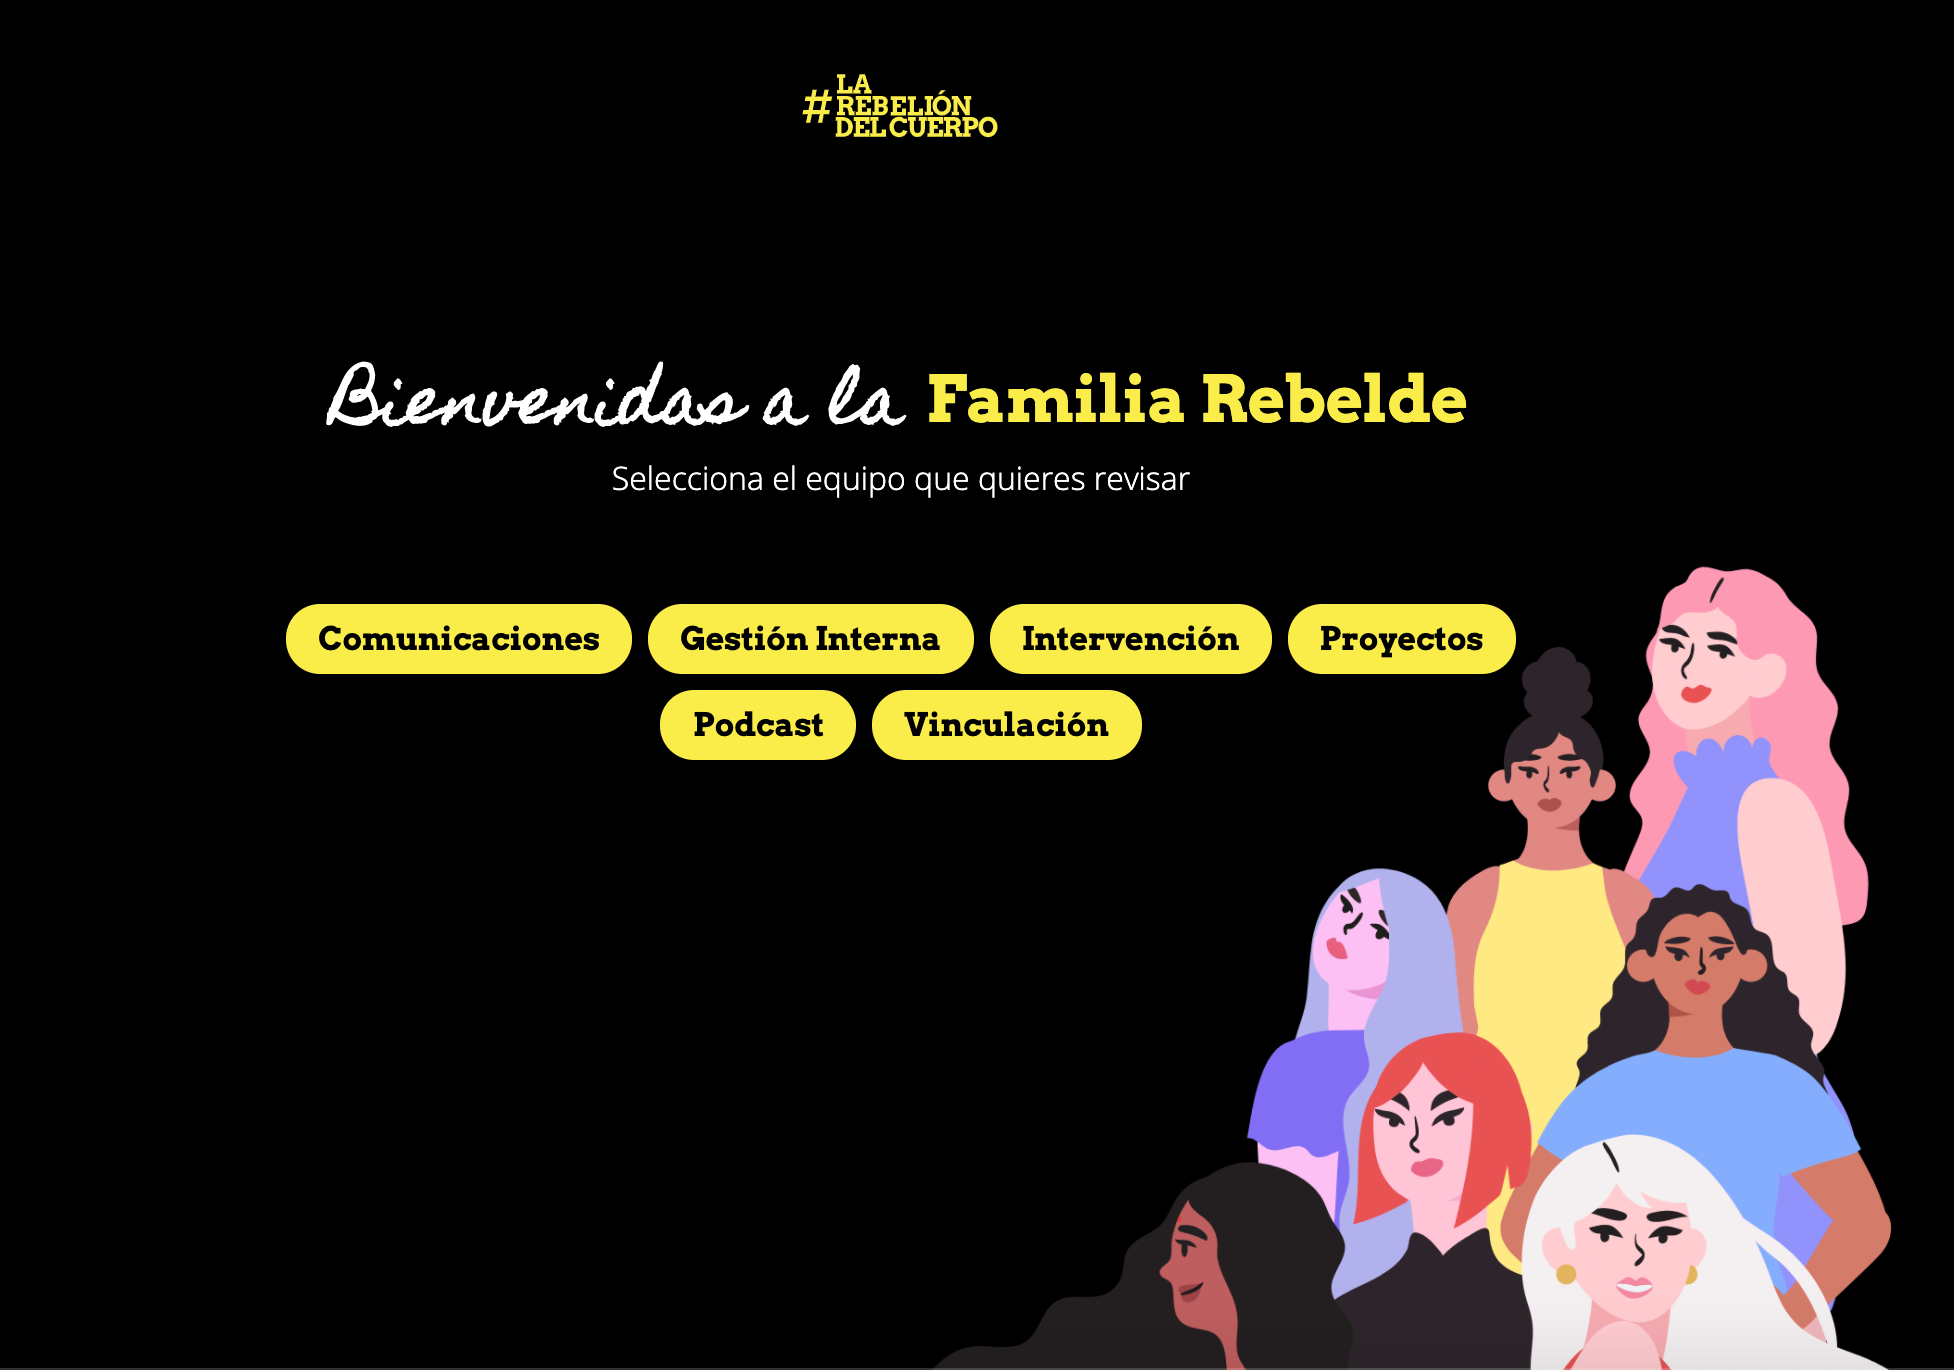 #LA
REBELIÓN
DEL CUERPO
Bienvenidas a la Familia Rebelde
Selecciona el equipo que quieres revisar
Comunicaciones Gestión Interna Intervención Proyectos
Podcast Vinculación